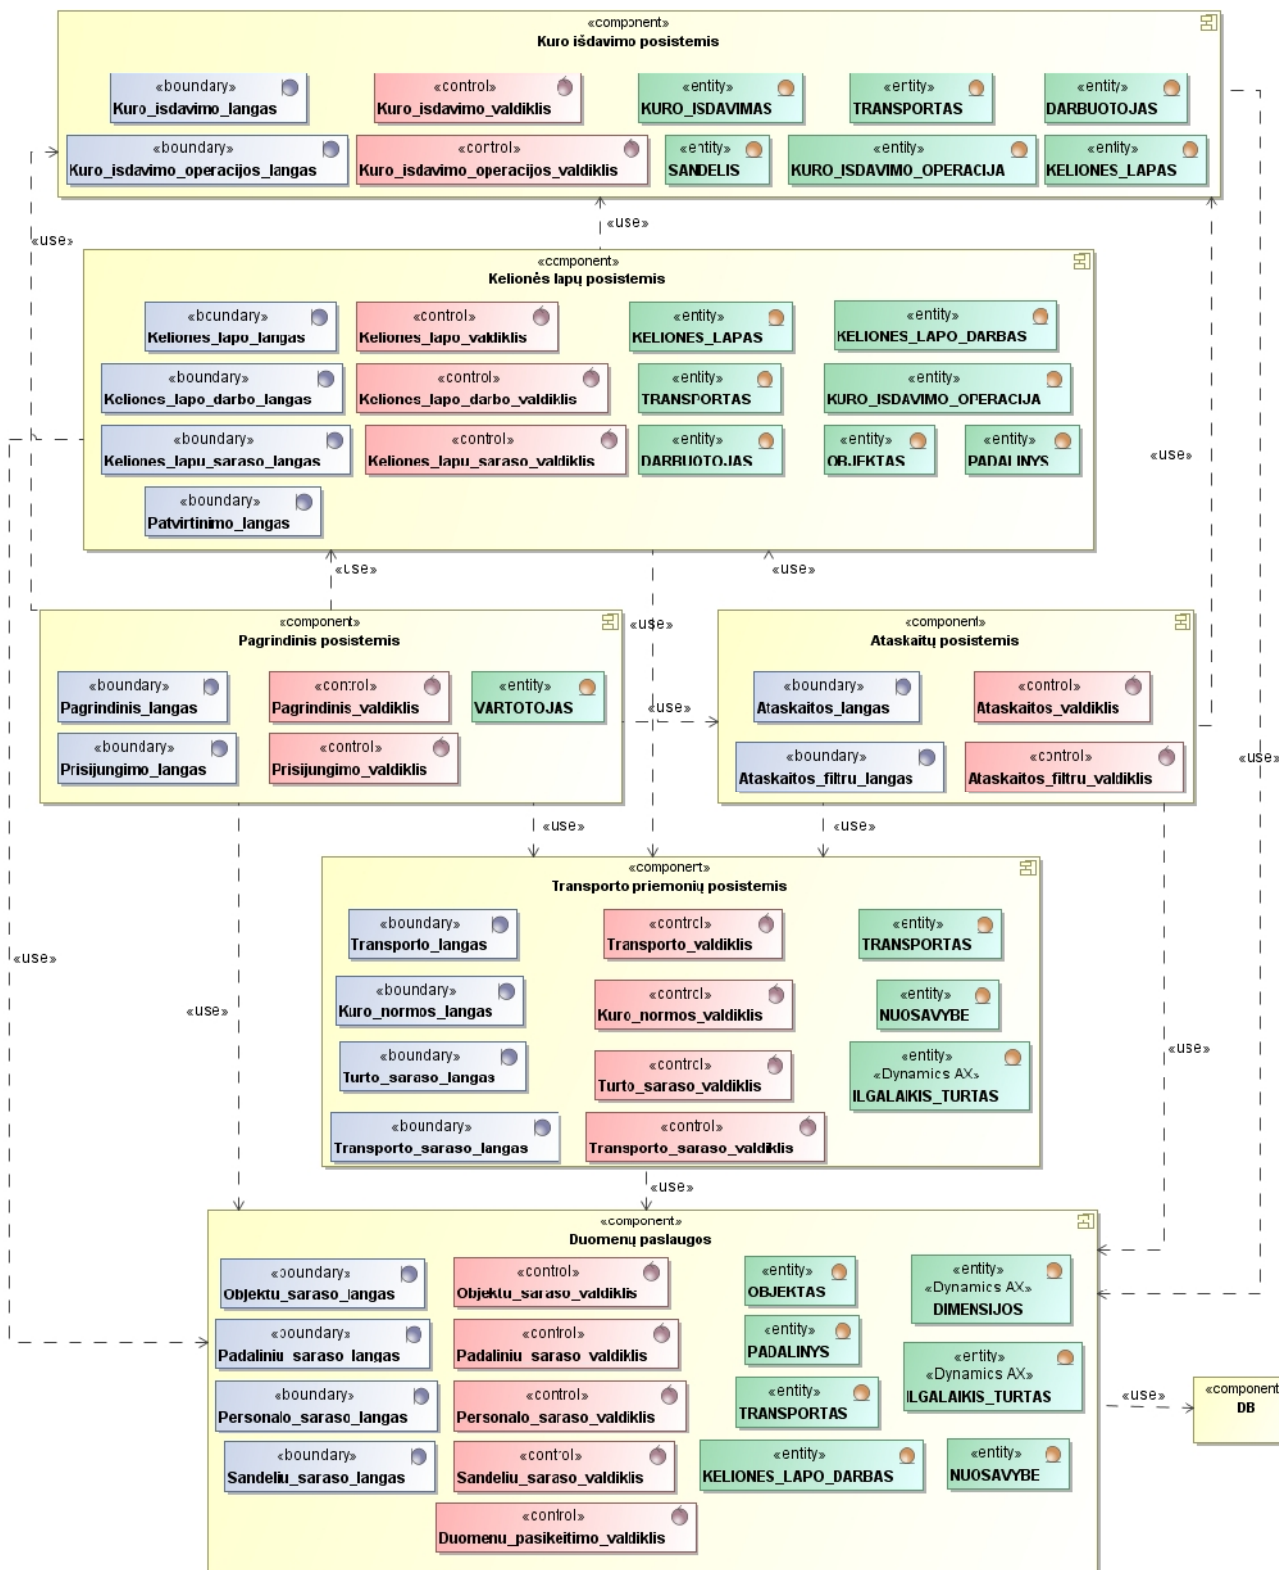 «component»
Kuro išdavimo posistemis
«boundary»
Kuro_isdavimo_langas
«control»
Kuro_isdavimo_valdiklis
«entity»
KURO_ISDAVIMAS
«entity»
TRANSPORTAS
«entity»
DARBUOTOJAS
«boundary»
Kuro_isdavimo_operacijos_langas
«control»
Kuro_isdavimo_operacijos_valdiklis
«entity»
SANDELIS
«entity»
KURO_ISDAVIMO_OPERACIJA
«entity»
KELIONES_LAPAS
«use»
«use»
«component»
Kelionės lapų posistemis
«boundary»
Keliones_lapo_langas
«control»
Keliones_lapo_valdiklis
«entity»
KELIONES_LAPAS
«entity»
KELIONES_LAPO_DARBAS
«boundary»
Keliones_lapo_darbo_langas
«control»
Keliones_lapo_darbo_valdiklis
«entity»
TRANSPORTAS
«entity»
KURO_ISDAVIMO_OPERACIJA
«boundary»
Keliones_lapu_saraso_langas
«control»
Keliones_lapu_saraso_valdiklis
«entity»
DARBUOTOJAS
«entity»
OBJEKTAS
«entity»
PADALINYS
«use»
«boundary»
Patvirtinimo_langas
«use»
«use»
«use»
«component»
Pagrindinis posistemis
«boundary»
Pagrindinis_langas
«control»
Pagrindinis_valdiklis
«entity»
VARTOTOJAS
«boundary»
Prisijungimo_langas
«control»
Prisijungimo_valdiklis
«use»
«component»
Ataskaitų posistemis
«boundary»
Ataskaitos_langas
«control»
Ataskaitos_valdiklis
«boundary»
Ataskaitos_filtru_langas
«control»
Ataskaitos_filtru_valdiklis
«use»
«use»
«use»
«component»
Transporto priemonių posistemis
«boundary»
Transporto_langas
«control»
Transporto_valdiklis
«entity»
TRANSPORTAS
«boundary»
Kuro_normos_langas
«control»
Kuro_normos_valdiklis
«entity»
NUOSAVYBE
«boundary»
Turto_saraso_langas
«control»
Turto_saraso_valdiklis
«entity»
«Dynamics AX»
ILGALAIKIS_TURTAS
«boundary»
Transporto_saraso_langas
«control»
Transporto_saraso_valdiklis
«use»
«use»
«use»
«use»
«component»
Duomenų paslaugos
«boundary»
Objektu_saraso_langas
«control»
Objektu_saraso_valdiklis
«entity»
OBJEKTAS
«entity»
«Dynamics AX»
DIMENSIJOS
«boundary»
Padaliniu_saraso_langas
«control»
Padaliniu_saraso_valdiklis
«entity»
PADALINYS
«entity»
«Dynamics AX»
ILGALAIKIS_TURTAS
«boundary»
Personalo_saraso_langas
«control»
Personalo_saraso_valdiklis
«entity»
TRANSPORTAS
«boundary»
Sandeliu_saraso_langas
«control»
Sandeliu_saraso_valdiklis
«entity»
KELIONES_LAPO_DARBAS
«entity»
NUOSAVYBE
«control»
Duomenu_pasikeitimo_valdiklis
«use»
«component
DB